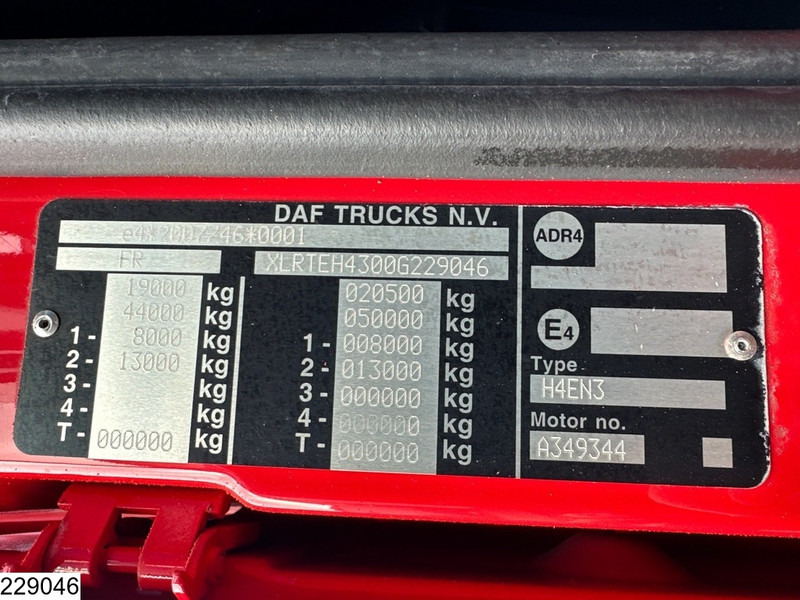 DAF TRUCKS N.V.
e4*2007/46*0001
FR XLRTEH4300G229046
19000 kg
44000 kg
1- 8000 kg
2- 13000 kg
3- kg
4- kg
T- 000000 kg
020500 kg
050000 kg
1- 008000 kg
2- 013000 kg
3- 000000 kg
4- 000000 kg
T- 000000 kg
ADR4
E4
Type
H4EN3
Motor no.
A349344
229046